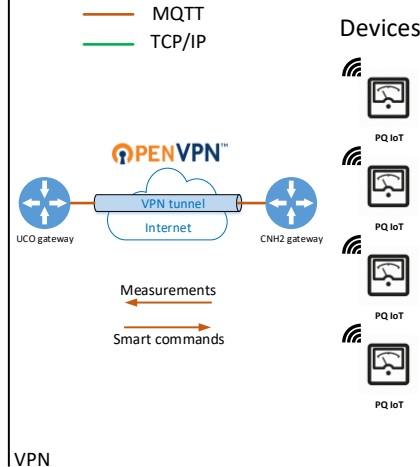 MQTT
TCP/IP
Devices
PQ IoT
OPENVPN™
VPN tunnel
Internet
UCO gateway
CNH2 gateway
PQ IoT
Measurements
Smart commands
PQ IoT
PQ IoT
VPN